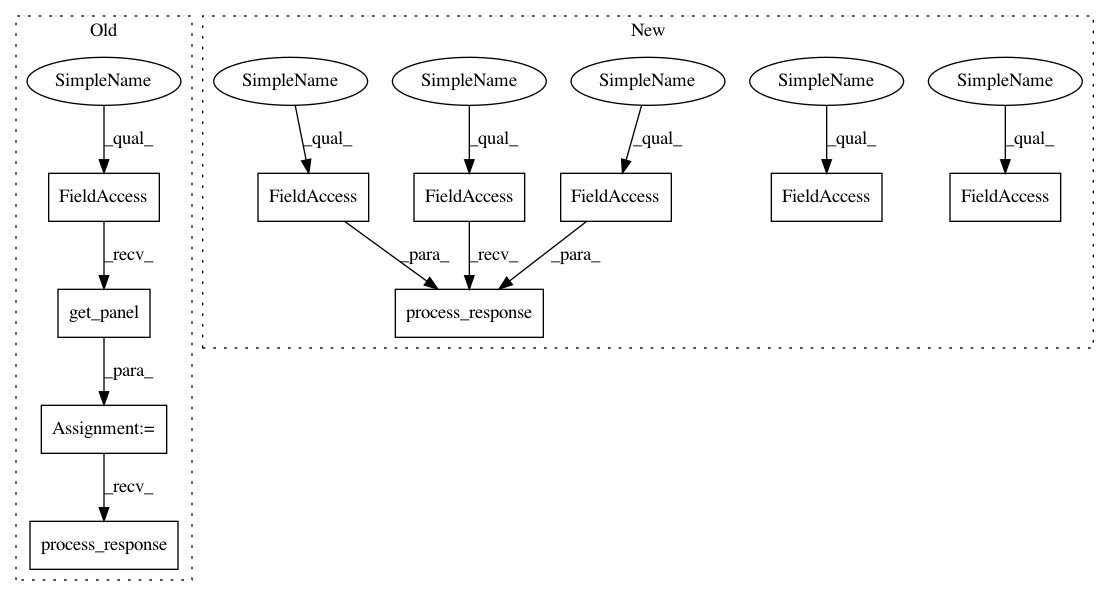 Old
New
SimpleName
SimpleName
SimpleName
SimpleName
SimpleName
SimpleName
_qual_
_qual_
_qual_
_qual_
_qual_
_qual_
FieldAccess
FieldAccess
FieldAccess
FieldAccess
FieldAccess
FieldAccess
_recv_
_para_
_recv_
_para_
get_panel
process_response
_para_
Assignment:=
_recv_
process_response